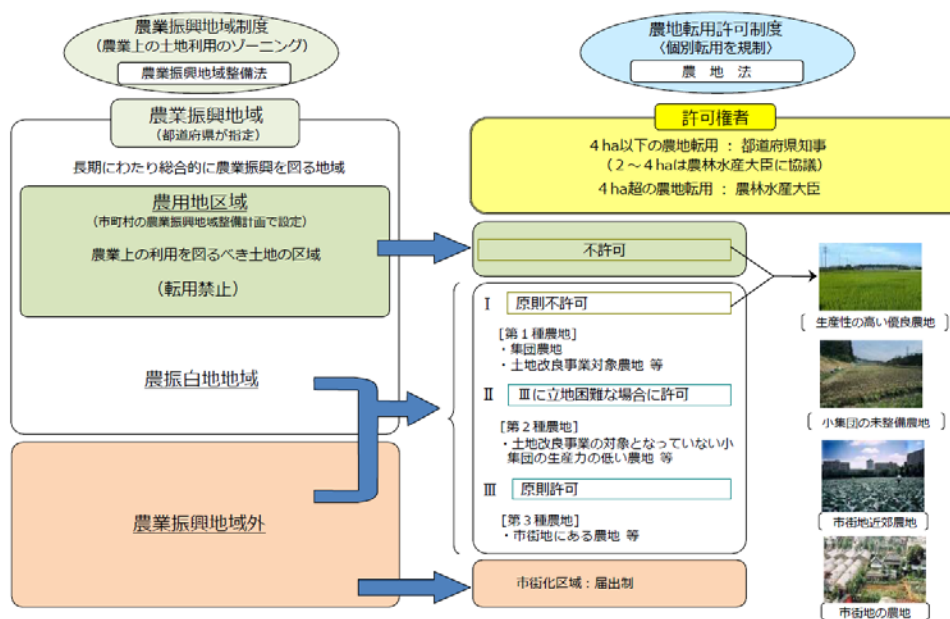 農業振興地域制度
(農業上の土地利用のゾーニング)
農業振興地域整備法
農業振興地域
(都道府県が指定)
長期にわたり総合的に農業振興を図る地域
農用地区域
(市町村の農業振興地域整備計画で設定)
農業上の利用を図るべき土地の区域
(転用禁止)
農振白地地域
農業振興地域外
農地転用許可制度
〈個別転用を規制〉
農 地 法
許可権者
4ha以下の農地転用 : 都道府県知事
(2~4haは農林水産大臣に協議)
4ha超の農地転用 : 農林水産大臣
不許可
Ⅰ 原則不許可
[第1種農地]
・集団農地
・土地改良事業対象農地 等
Ⅱ Ⅲに立地困難な場合に許可
[第2種農地]
・土地改良事業の対象となっていない小
集団の生産力の低い農地 等
Ⅲ 原則許可
[第3種農地]
・市街地にある農地 等
市街化区域:届出制
〔 生産性の高い優良農地 〕
〔 小集団の未整備農地 〕
〔 市街地近郊農地 〕
〔 市街地の農地 〕